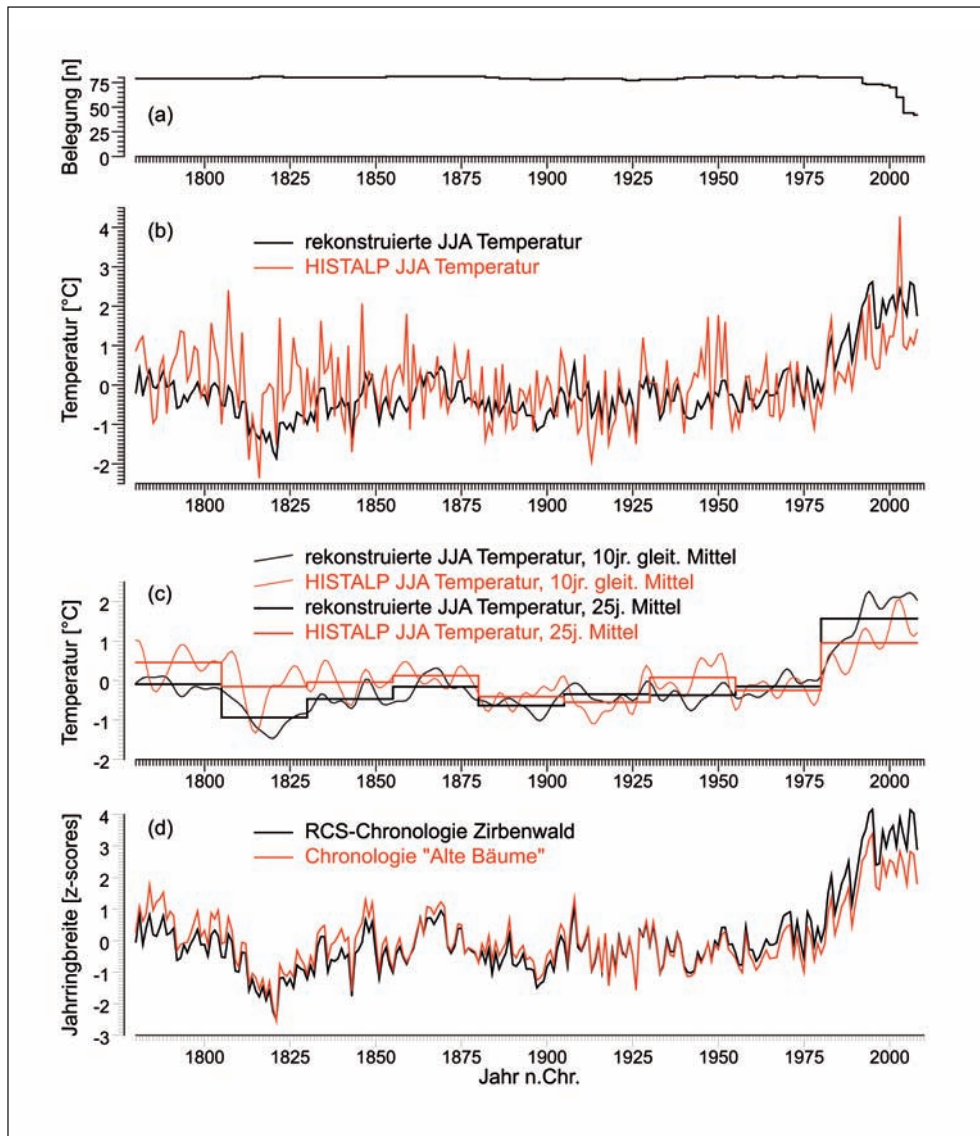 Belegung [n]
75
50
25
0
(a)
1800 1825 1850 1875 1900 1925 1950 1975 2000
Temperatur [°C]
4
3
2
1
0
-1
-2
(b)
rekonstruierte JJA Temperatur
HISTALP JJA Temperatur
1800 1825 1850 1875 1900 1925 1950 1975 2000
rekonstruierte JJA Temperatur, 10jr. gleit. Mittel
HISTALP JJA Temperatur, 10jr. gleit. Mittel
rekonstruierte JJA Temperatur, 25j. Mittel
HISTALP JJA Temperatur, 25j. Mittel
Temperatur [°C]
2
1
0
-1
-2
(c)
1800 1825 1850 1875 1900 1925 1950 1975 2000
Jahrringbreite [z-scores]
4
3
2
1
0
-1
-2
-3
(d)
RCS-Chronologie Zirbenwald
Chronologie "Alte Bäume"
1800 1825 1850 1875 1900 1925 1950 1975 2000
Jahr n.Chr.